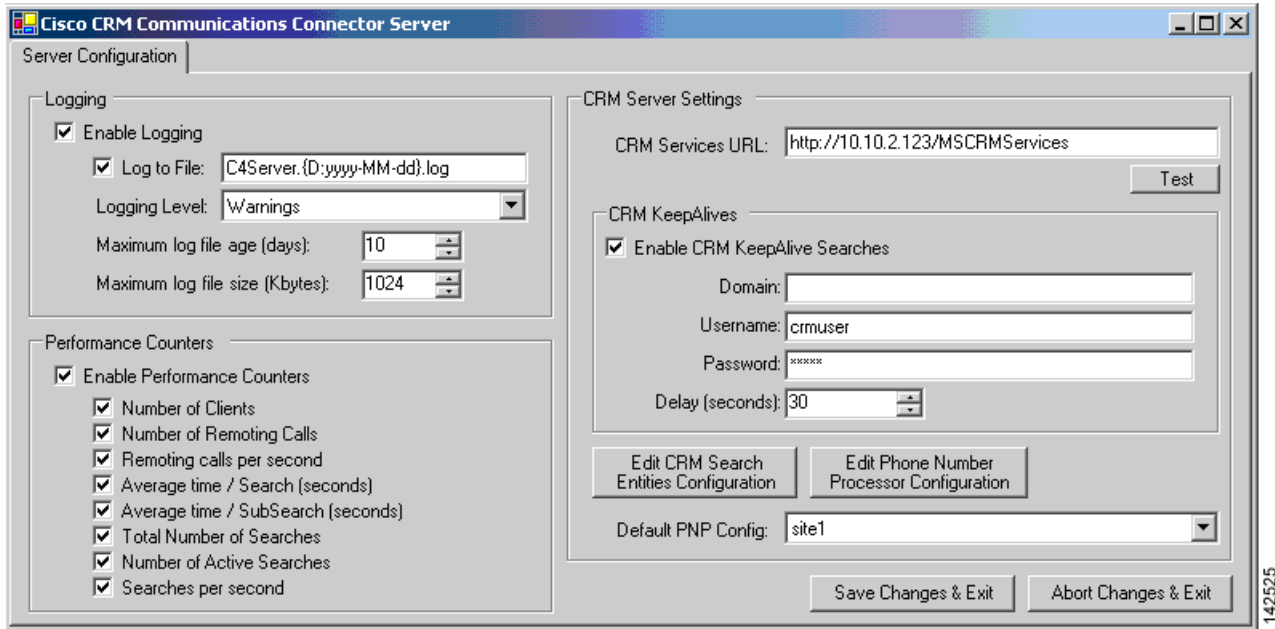 Cisco CRM Communications Connector Server
Server Configuration
Logging
Enable Logging
Log to File: C4Server.{D:yyyy-MM-dd}.log
Logging Level: Warnings
Maximum log file age (days): 10
Maximum log file size (Kbytes): 1024
Performance Counters
Enable Performance Counters
Number of Clients
Number of Remoting Calls
Remoting calls per second
Average time / Search (seconds)
Average time / SubSearch (seconds)
Total Number of Searches
Number of Active Searches
Searches per second
CRM Server Settings
CRM Services URL: http://10.10.2.123/MSCRMServices
Test
CRM KeepAlives
Enable CRM KeepAlive Searches
Domain:
Username: crmuser
Password: *****
Delay (seconds): 30
Edit CRM Search
Entities Configuration
Edit Phone Number
Processor Configuration
Default PNP Config: site1
Save Changes & Exit
Abort Changes & Exit
142525